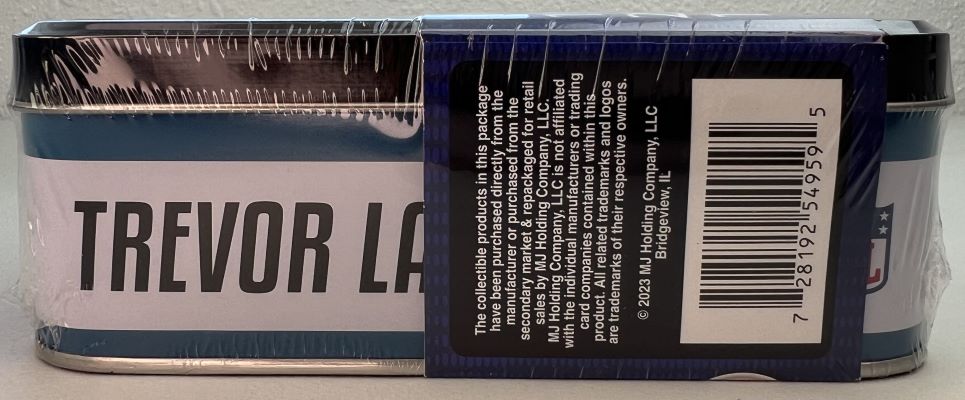 TREVOR LA
The collectible products in this package
have been purchased directly from the
manufacturer or purchased from the
secondary market & repackaged for retail
sales by MJ Holding Company, LLC.
MJ Holding Company, LLC is not affiliated
with the individual manufacturers or trading
card companies contained within this
product. All related trademarks and logos
are trademarks of their respective owners.
© 2023 MJ Holding Company, LLC
Bridgeview, IL
7 28192 54959 5
L